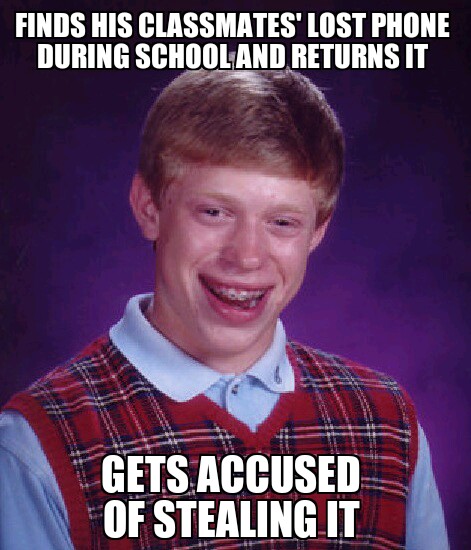 FINDS HIS CLASSMATES' LOST PHONE
DURING SCHOOL AND RETURNS IT
GETS ACCUSED
OF STEALING IT